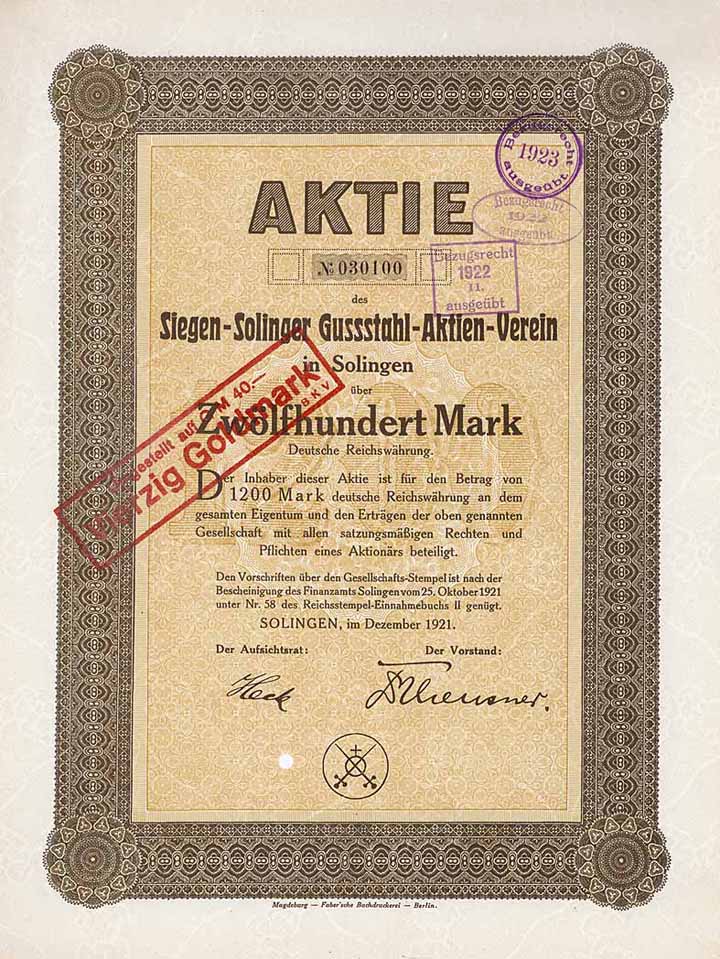 AKTIE
Bezugsrecht
1923
ausgeübt.
Bezugsrecht
1922
ausgeübt
№ 030100
Bezugsrecht
1922
II.
ausgeübt
des
Siegen-Solinger Gussstahl-Aktien-Verein
in Solingen
über
Zwölfhundert Mark
Deutsche Reichswährung.
gestellt auf M 40.—
Vierzig Goldmark
B K V
Der Inhaber dieser Aktie ist für den Betrag von
1200 Mark deutsche Reichswährung an dem
gesamten Eigentum und den Erträgen der oben genannten
Gesellschaft mit allen satzungsmäßigen Rechten und
Pflichten eines Aktionärs beteiligt.
Den Vorschriften über den Gesellschafts-Stempel ist nach der
Bescheinigung des Finanzamts Solingen vom 25. Oktober 1921
unter Nr. 58 des Reichsstempel-Einnahmebuchs II genügt.
SOLINGEN, im Dezember 1921.
Der Aufsichtsrat: Der Vorstand:
Heck
Magdeburg — Faber'sche Buchdruckerei — Berlin.